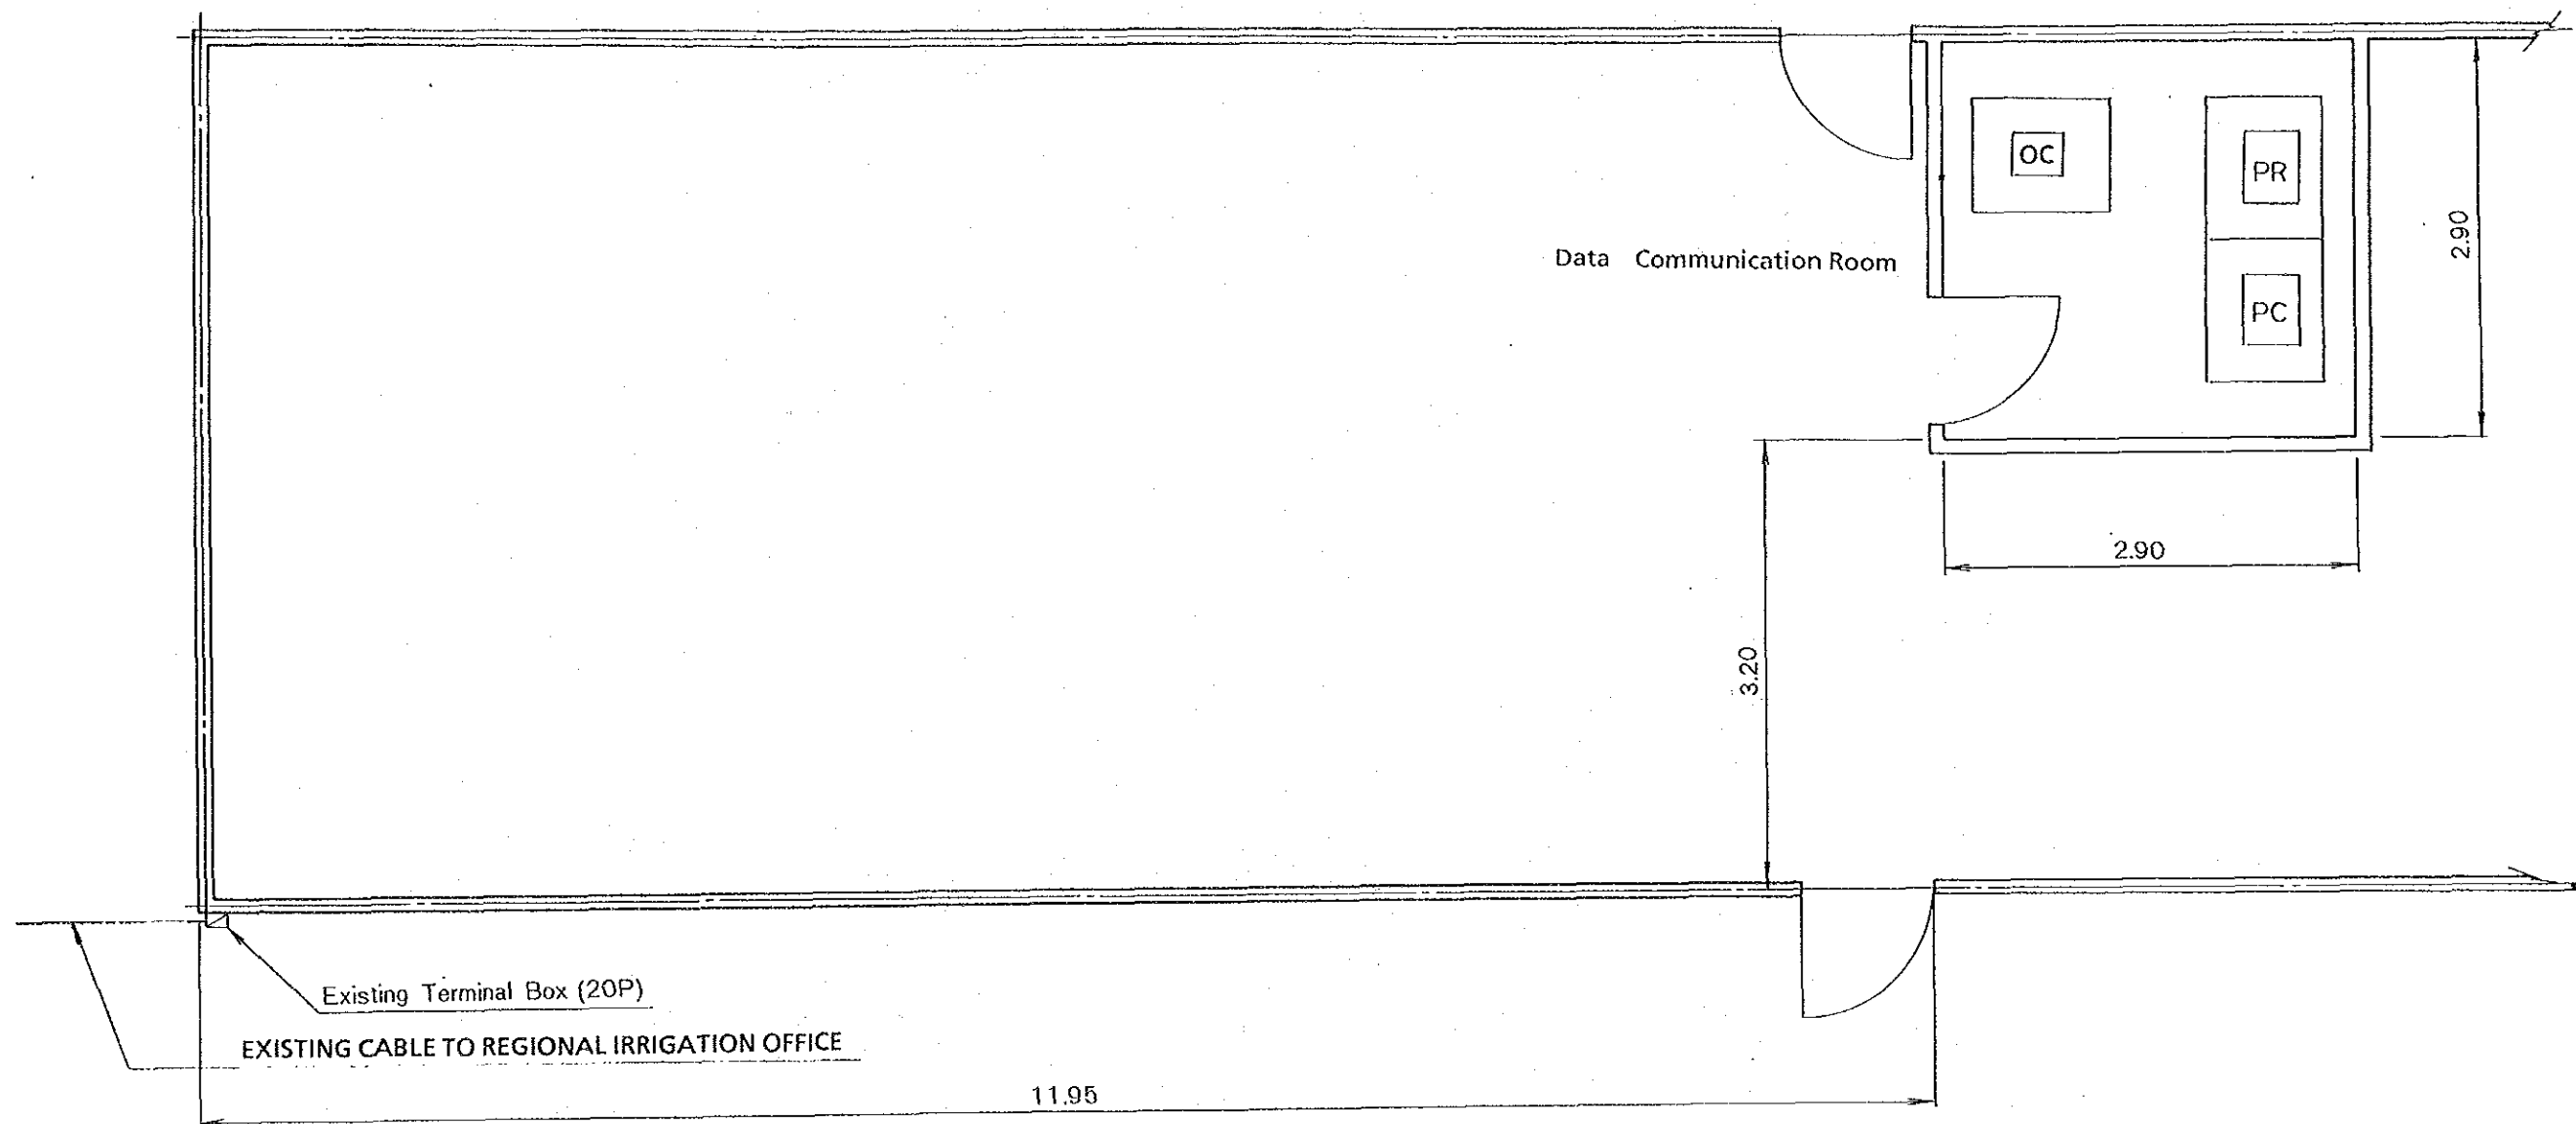 OC
PR
Data Communication Room
2.90
PC
2.90
3.20
Existing Terminal Box (20P)
EXISTING CABLE TO REGIONAL IRRIGATION OFFICE
11.95